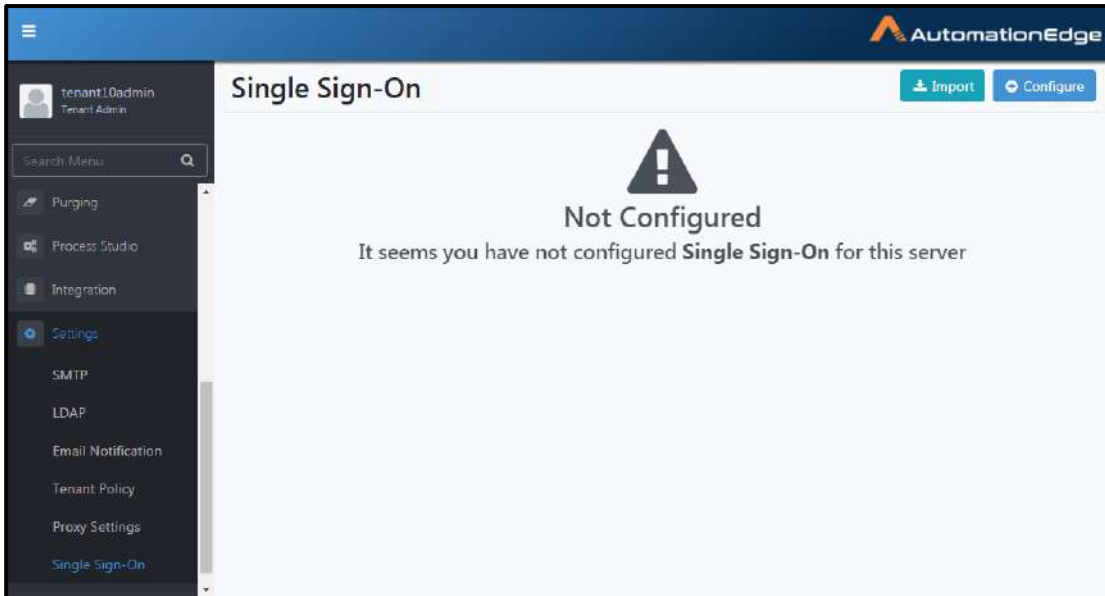 AutomationEdge
tenant10admin
Tenant Admin
Search Menu
Purging
Process Studio
Integration
Settings
SMTP
LDAP
Email Notification
Tenant Policy
Proxy Settings
Single Sign-On
Single Sign-On
Import
Configure
Not Configured
It seems you have not configured Single Sign-On for this server